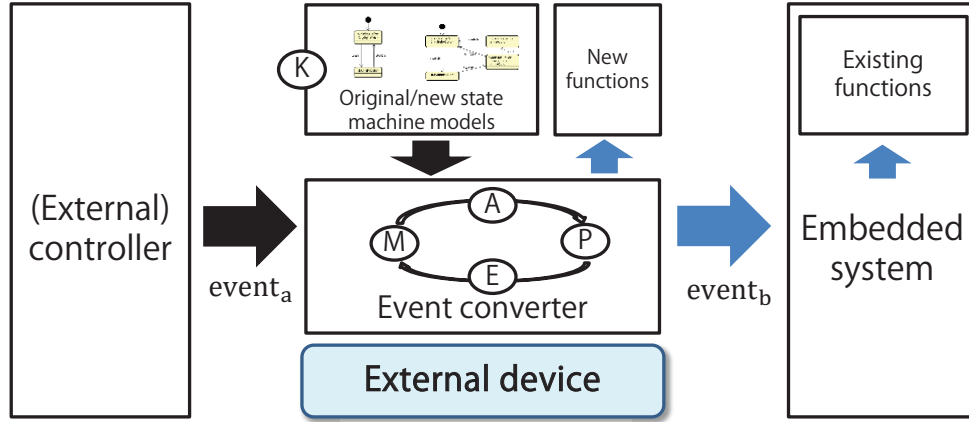 (External)
controller
event_a
K
Original/new state
machine models
New
functions
A
M
P
E
Event converter
External device
event_b
Existing
functions
Embedded
system